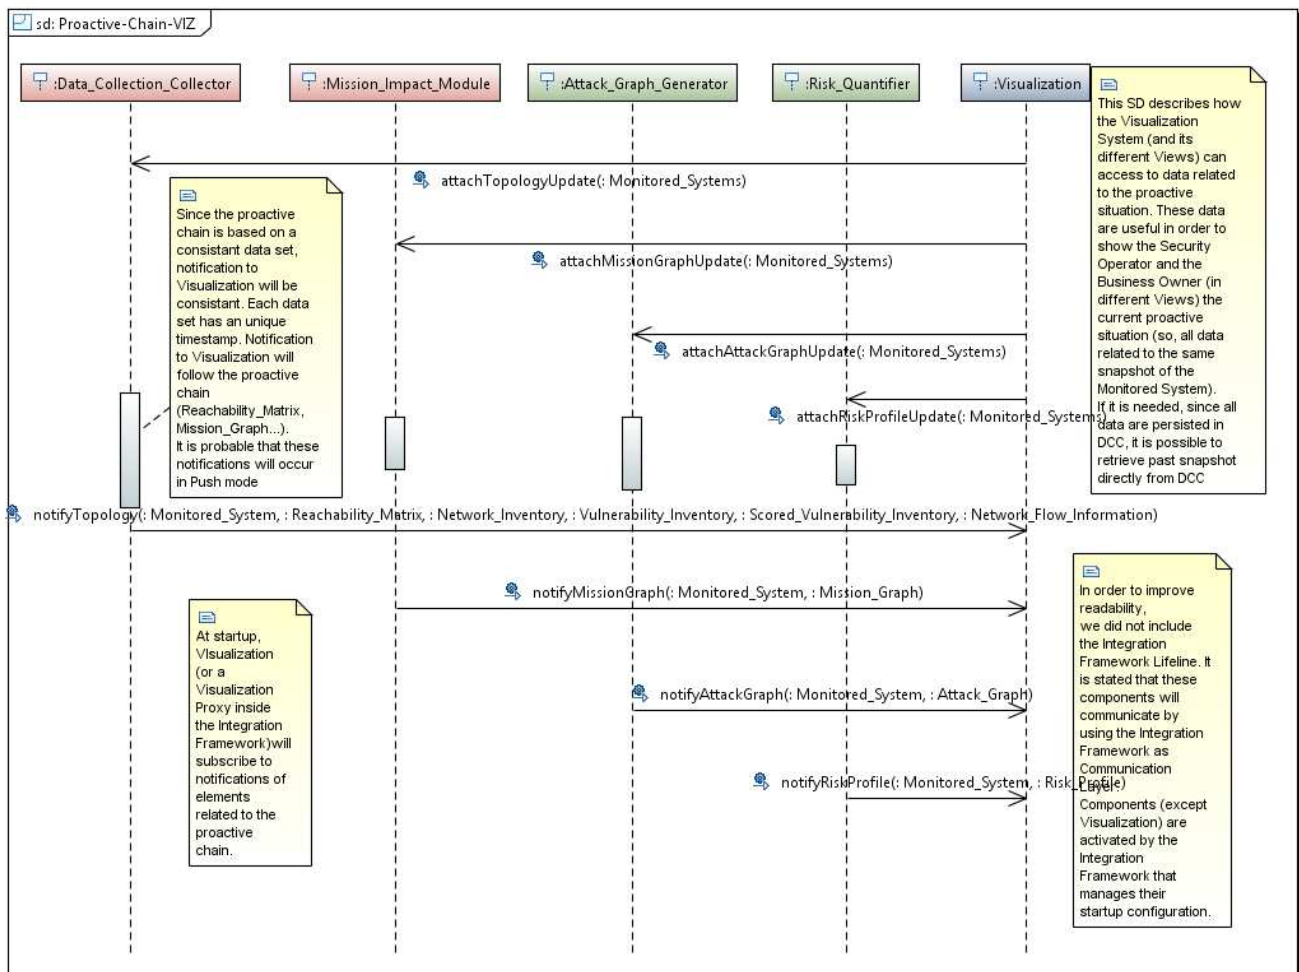 sd: Proactive-Chain-VIZ
:Data_Collection_Collector
:Mission_Impact_Module
:Attack_Graph_Generator
:Risk_Quantifier
:Visualization
This SD describes how
the Visualization
System (and its
different Views) can
access to data related
to the proactive
situation. These data
are useful in order to
show the Security
Operator and the
Business Owner (in
different Views) the
current proactive
situation (so, all data
related to the same
snapshot of the
Monitored System).
If it is needed, since all
data are persisted in
DCC, it is possible to
retrieve past snapshot
directly from DCC
attachTopologyUpdate(: Monitored_Systems)
Since the proactive
chain is based on a
consistant data set,
notification to
Visualization will be
consistant. Each data
set has an unique
timestamp. Notification
to Visualization will
follow the proactive
chain
(Reachability_Matrix,
Mission_Graph...).
It is probable that these
notifications will occur
in Push mode
attachMissionGraphUpdate(: Monitored_Systems)
attachAttackGraphUpdate(: Monitored_Systems)
attachRiskProfileUpdate(: Monitored_Systems)
notifyTopology(: Monitored_System, : Reachability_Matrix, : Network_Inventory, : Vulnerability_Inventory, : Scored_Vulnerability_Inventory, : Network_Flow_Information)
notifyMissionGraph(: Monitored_System, : Mission_Graph)
At startup,
VIsualization
(or a
Visualization
Proxy inside
the Integration
Framework)will
subscribe to
notifications of
elements
related to the
proactive
chain.
notifyAttackGraph(: Monitored_System, : Attack_Graph)
notifyRiskProfile(: Monitored_System, : Risk_Profile)
In order to improve
readability,
we did not include
the Integration
Framework Lifeline. It
is stated that these
components will
communicate by
using the Integration
Framework as
Communication
Layer.
Components (except
Visualization) are
activated by the
Integration
Framework that
manages their
startup configuration.